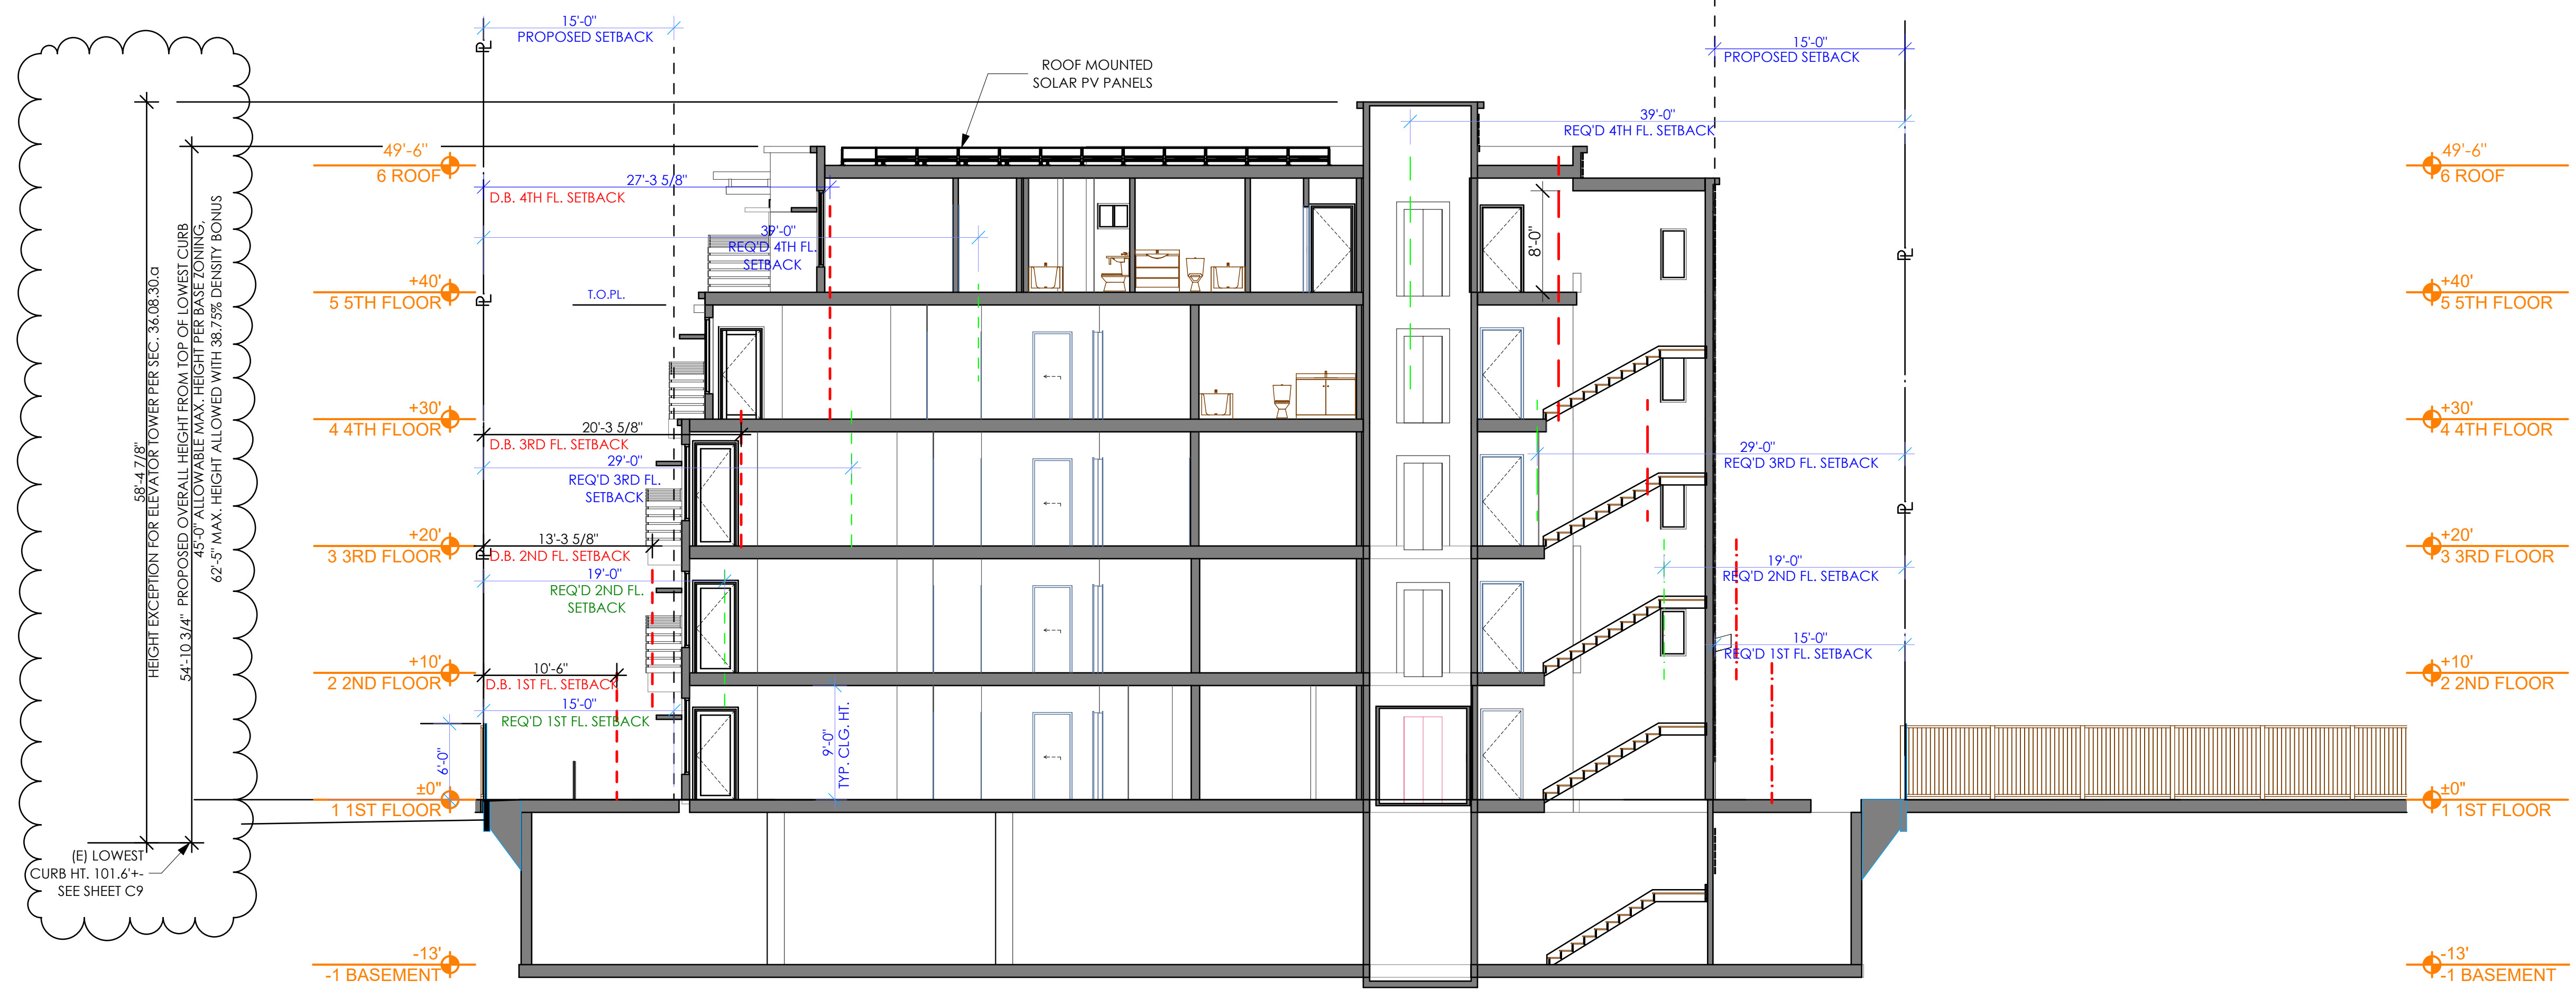 15'-0"
PROPOSED SETBACK
PL
ROOF MOUNTED
SOLAR PV PANELS
15'-0"
PROPOSED SETBACK
39'-0"
REQ'D 4TH FL. SETBACK
58'-4 7/8"
HEIGHT EXCEPTION FOR ELEVATOR TOWER PER SEC. 36.08.30.a
54'-10 3/4" PROPOSED OVERALL HEIGHT FROM TOP OF LOWEST CURB
45'-0" ALLOWABLE MAX. HEIGHT PER BASE ZONING,
62'-5" MAX. HEIGHT ALLOWED WITH 38.75% DENSITY BONUS
(E) LOWEST
CURB HT. 101.6'+-
SEE SHEET C9
49'-6"
6 ROOF
27'-3 5/8"
D.B. 4TH FL. SETBACK
39'-0"
REQ'D 4TH FL.
SETBACK
8'-0"
PL
49'-6"
6 ROOF
+40'
5 5TH FLOOR
PL
T.O.PL.
+40'
5 5TH FLOOR
+30'
4 4TH FLOOR
20'-3 5/8"
D.B. 3RD FL. SETBACK
29'-0"
REQ'D 3RD FL.
SETBACK
29'-0"
REQ'D 3RD FL. SETBACK
+30'
4 4TH FLOOR
PL
+20'
3 3RD FLOOR
PL
13'-3 5/8"
D.B. 2ND FL. SETBACK
19'-0"
REQ'D 2ND FL.
SETBACK
19'-0"
REQ'D 2ND FL. SETBACK
+20'
3 3RD FLOOR
+10'
2 2ND FLOOR
10'-6"
D.B. 1ST FL. SETBACK
15'-0"
REQ'D 1ST FL. SETBACK
15'-0"
REQ'D 1ST FL. SETBACK
+10'
2 2ND FLOOR
6'-0"
9'-0"
TYP. CLG. HT.
±0"
1 1ST FLOOR
±0"
1 1ST FLOOR
-13'
-1 BASEMENT
-13'
-1 BASEMENT